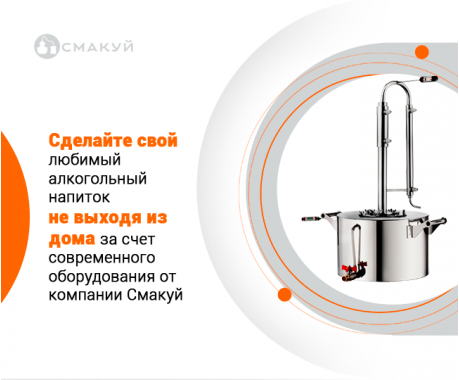 СМАКУЙ
Сделайте свой
любимый
алкогольный
напиток
не выходя из
дома за счет
современного
оборудования от
компании Смакуй